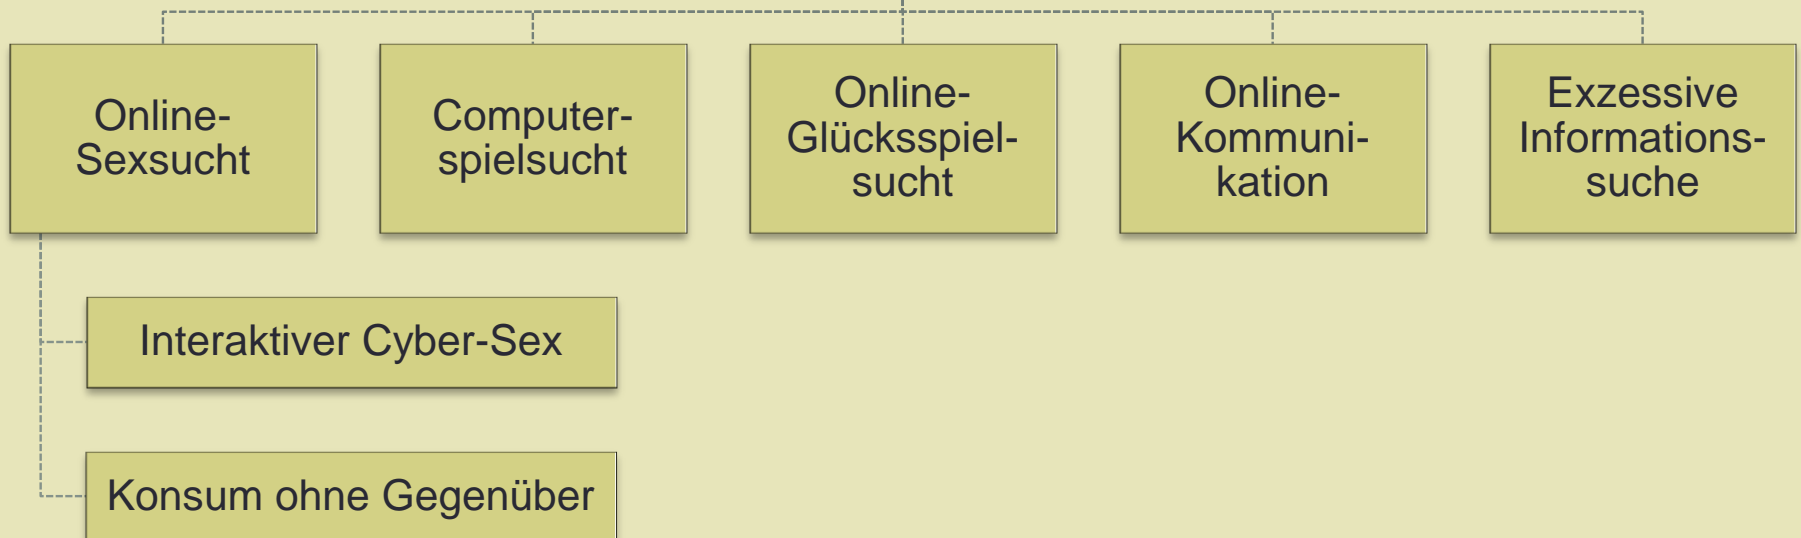 Online-
Sexsucht
Computer-
spielsucht
Online-
Glücksspiel-
sucht
Online-
Kommuni-
kation
Exzessive
Informations-
suche
Interaktiver Cyber-Sex
Konsum ohne Gegenüber